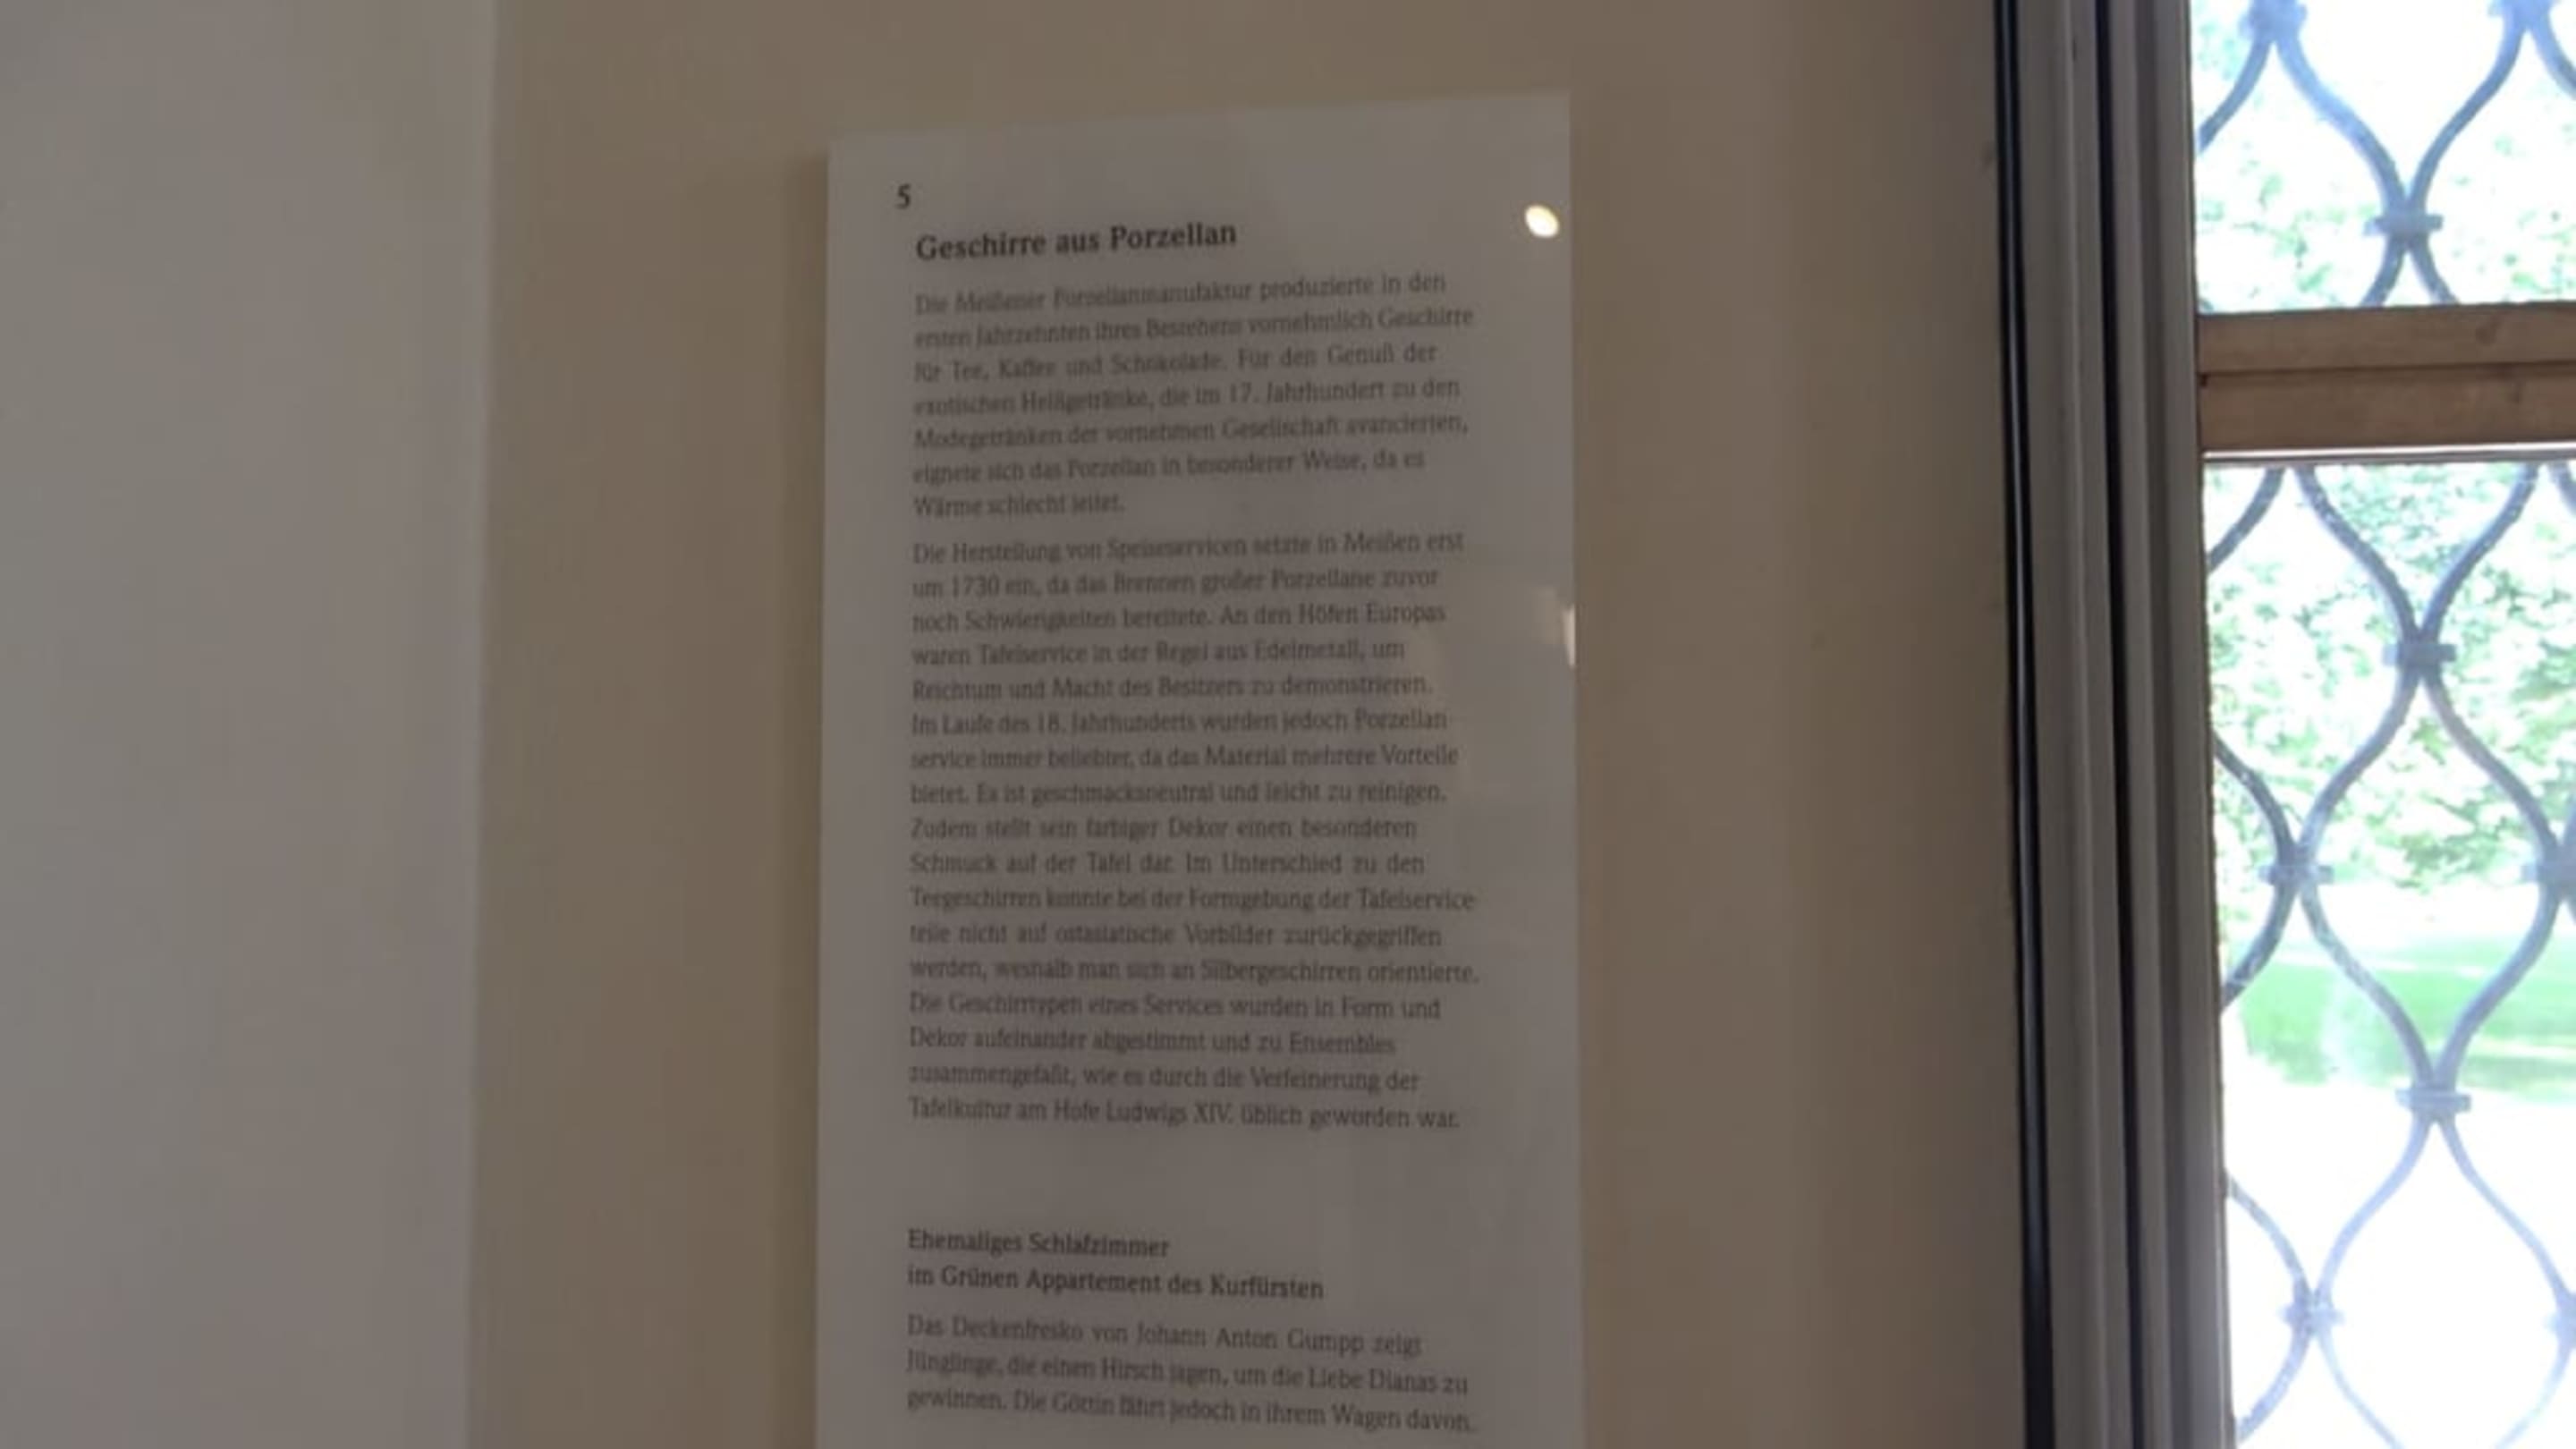 5
Geschirre aus Porzellan
Die Meißener Porzellanmanufaktur produzierte in den
ersten Jahrzehnten ihres Bestehens vornehmlich Geschirre
für Tee, Kaffee und Schokolade. Für den Genuß der
exotischen Heißgetränke, die im 17. Jahrhundert zu den
Modegetränken der vornehmen Gesellschaft avancierten,
eignete sich das Porzellan in besonderer Weise, da es
Wärme schlecht leitet.
Die Herstellung von Speiseservicen setzte in Meißen erst
um 1730 ein, da das Brennen großer Porzellane zuvor
noch Schwierigkeiten bereitete. An den Höfen Europas
waren Tafelservice in der Regel aus Edelmetall, um
Reichtum und Macht des Besitzers zu demonstrieren.
Im Laufe des 18. Jahrhunderts wurden jedoch Porzellan
service immer beliebter, da das Material mehrere Vorteile
bietet. Es ist geschmacksneutral und leicht zu reinigen.
Zudem stellt sein farbiger Dekor einen besonderen
Schmuck auf der Tafel dar. Im Unterschied zu den
Teegeschirren konnte bei der Formgebung der Tafelservice
teile nicht auf ostasiatische Vorbilder zurückgegriffen
werden, weshalb man sich an Silbergeschirren orientierte.
Die Geschirrtypen eines Services wurden in Form und
Dekor aufeinander abgestimmt und zu Ensembles
zusammengefaßt, wie es durch die Verfeinerung der
Tafelkultur am Hofe Ludwigs XIV. üblich geworden war.
Ehemaliges Schlafzimmer
im Grünen Appartement des Kurfürsten
Das Deckenfresko von Johann Anton Gumpp zeigt
Jünglinge, die einen Hirsch jagen, um die Liebe Dianas zu
gewinnen. Die Göttin fährt jedoch in ihrem Wagen davon.